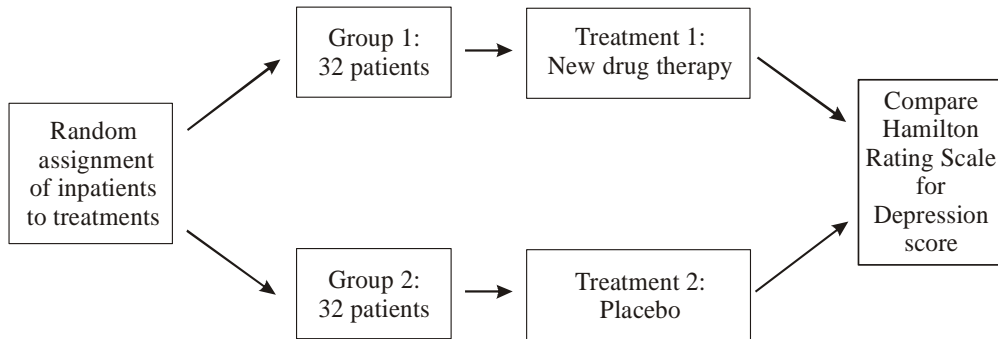 Random
assignment
of inpatients
to treatments
Group 1:
32 patients
Treatment 1:
New drug therapy
Group 2:
32 patients
Treatment 2:
Placebo
Compare
Hamilton
Rating Scale
for
Depression
score